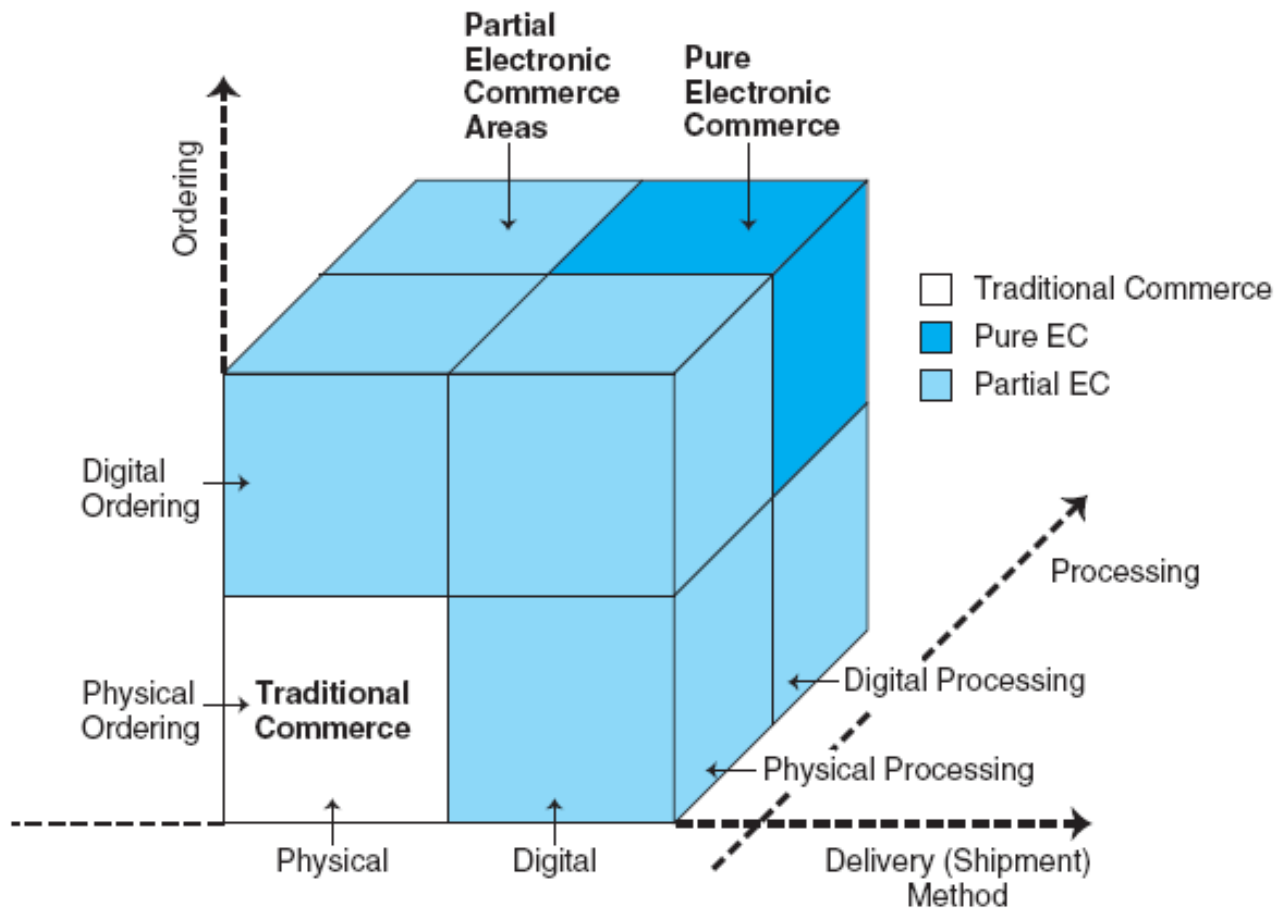 Partial
Electronic
Commerce
Areas
Pure
Electronic
Commerce
Ordering
Traditional Commerce
Pure EC
Partial EC
Digital
Ordering
Processing
Physical
Ordering
Traditional
Commerce
Digital Processing
Physical Processing
Physical
Digital
Delivery (Shipment)
Method